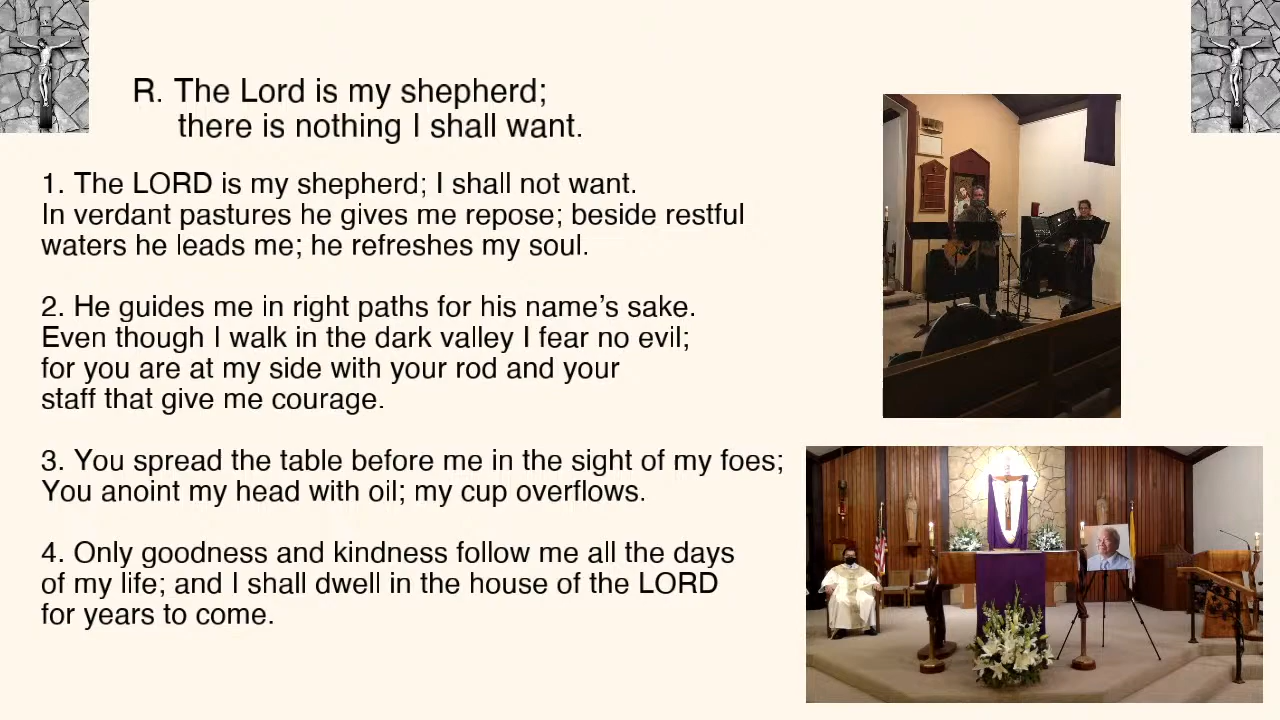 R. The Lord is my shepherd;
there is nothing I shall want.
1. The LORD is my shepherd; I shall not want.
In verdant pastures he gives me repose; beside restful
waters he leads me; he refreshes my soul.
2. He guides me in right paths for his name’s sake.
Even though I walk in the dark valley I fear no evil;
for you are at my side with your rod and your
staff that give me courage.
3. You spread the table before me in the sight of my foes;
You anoint my head with oil; my cup overflows.
4. Only goodness and kindness follow me all the days
of my life; and I shall dwell in the house of the LORD
for years to come.